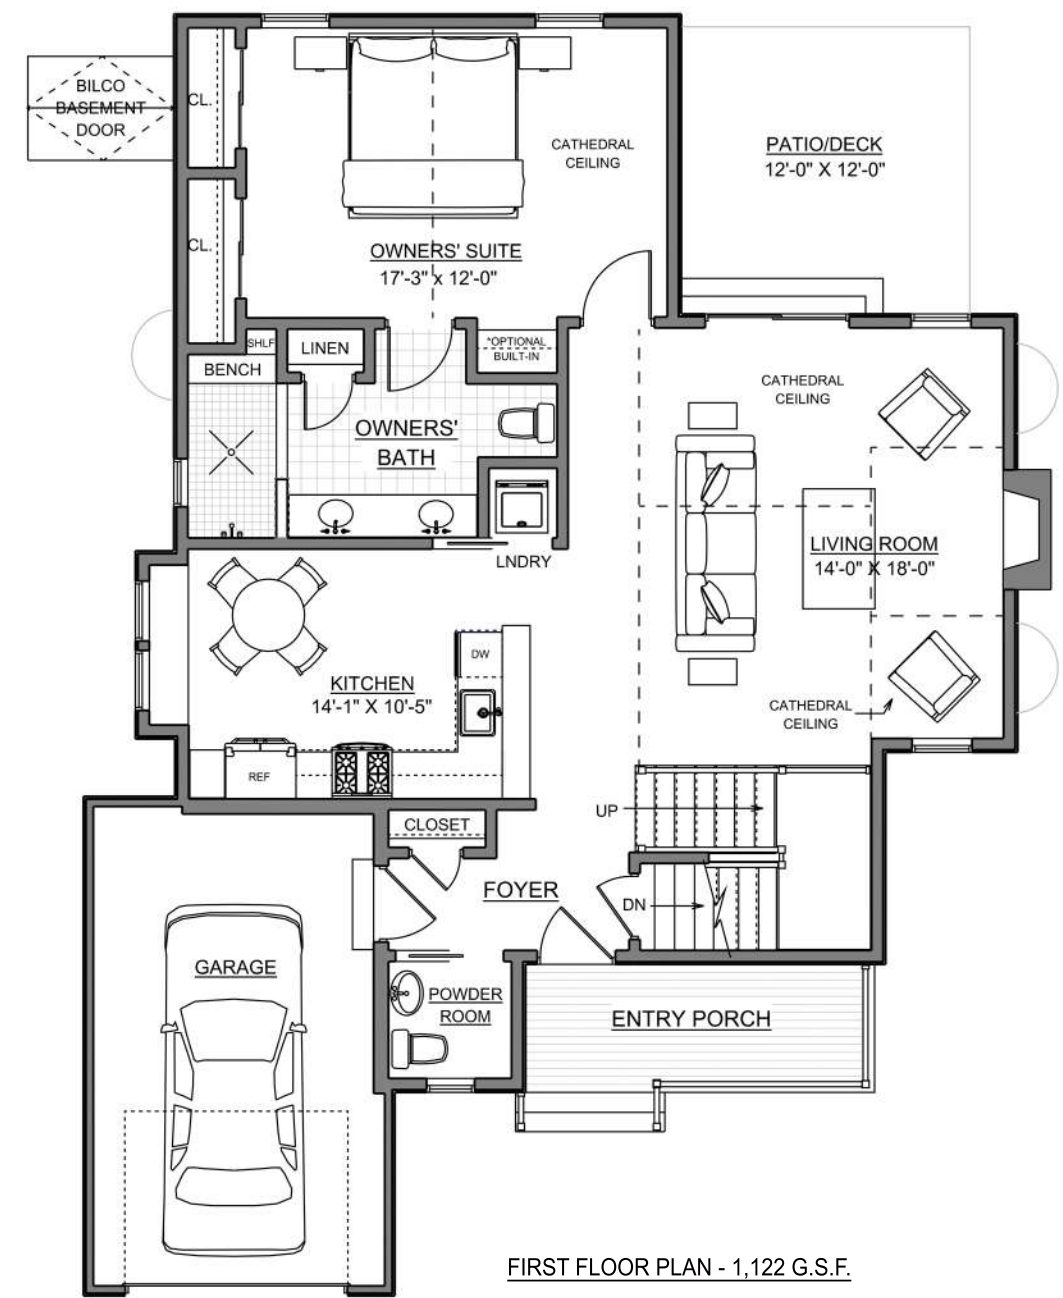 BILCO
BASEMENT
DOOR
CL.
CATHEDRAL
CEILING
PATIO/DECK
12'-0" X 12'-0"
CL.
OWNERS' SUITE
17'-3" x 12'-0"
SHLF
LINEN
*OPTIONAL
BUILT-IN
BENCH
CATHEDRAL
CEILING
OWNERS'
BATH
LIVING ROOM
14'-0" X 18'-0"
LNDRY
DW
KITCHEN
14'-1" X 10'-5"
CATHEDRAL
CEILING
REF
UP
CLOSET
FOYER
DN
GARAGE
POWDER
ROOM
ENTRY PORCH
FIRST FLOOR PLAN - 1,122 G.S.F.